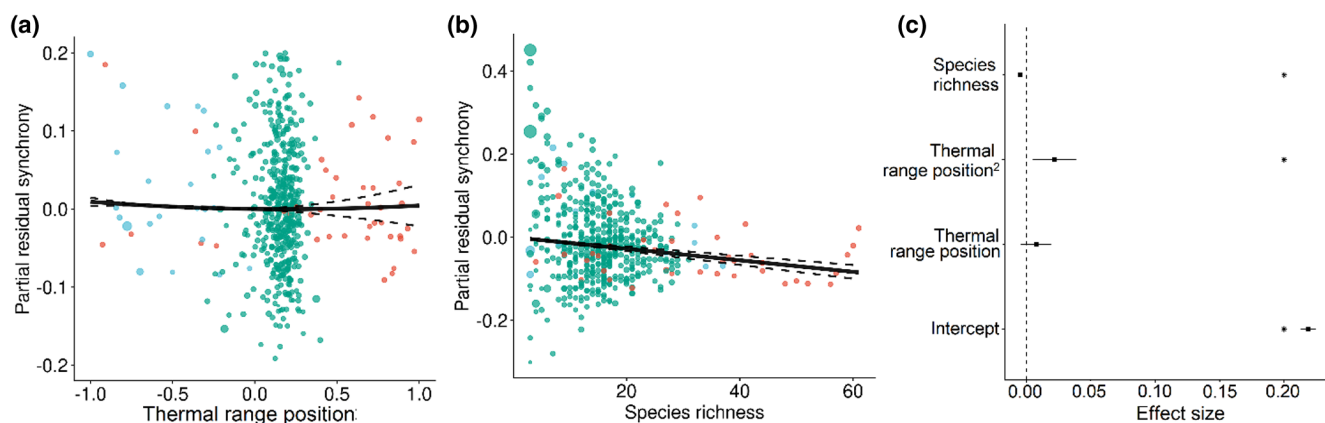 (a)
0.2
0.1
0.0
-0.1
-0.2
Partial residual synchrony
-1.0 -0.5 0.0 0.5 1.0
Thermal range position
(b)
0.4
0.2
0.0
-0.2
Partial residual synchrony
20 40 60
Species richness
(c)
Species
richness
Thermal
range position²
Thermal
range position
Intercept
* 
*
*
0.00 0.05 0.10 0.15 0.20
Effect size